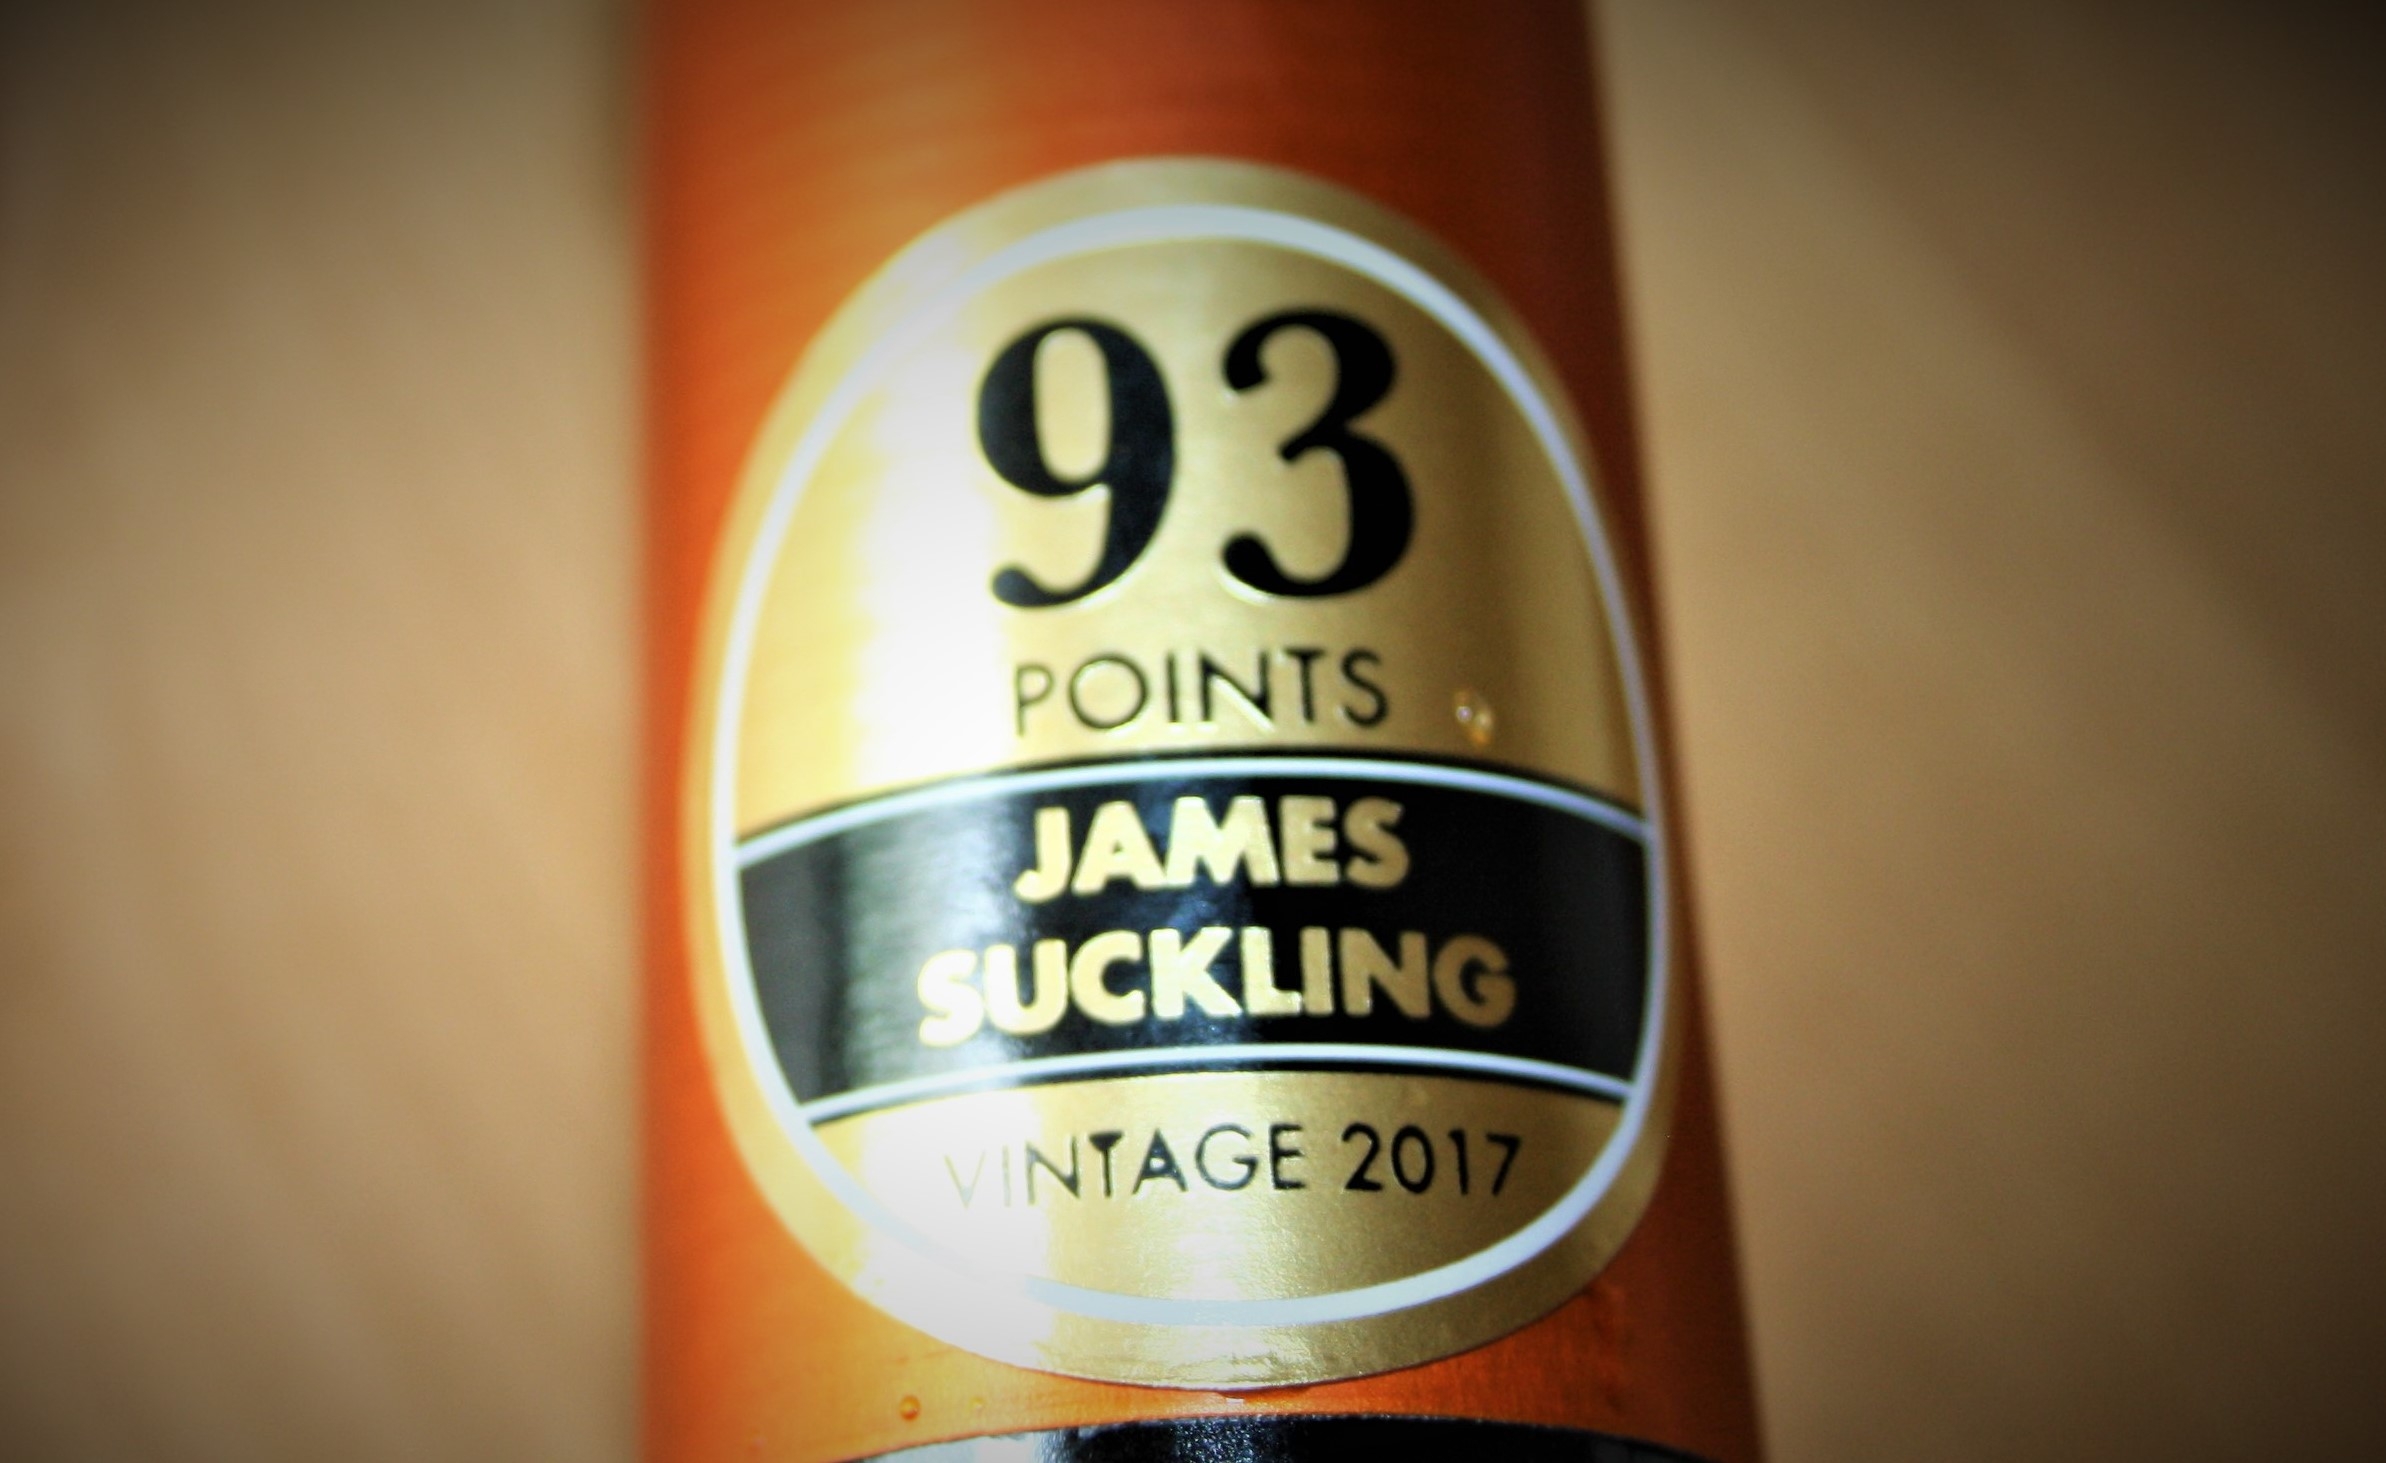 93
POINTS
JAMES
SUCKLING
VINTAGE 2017